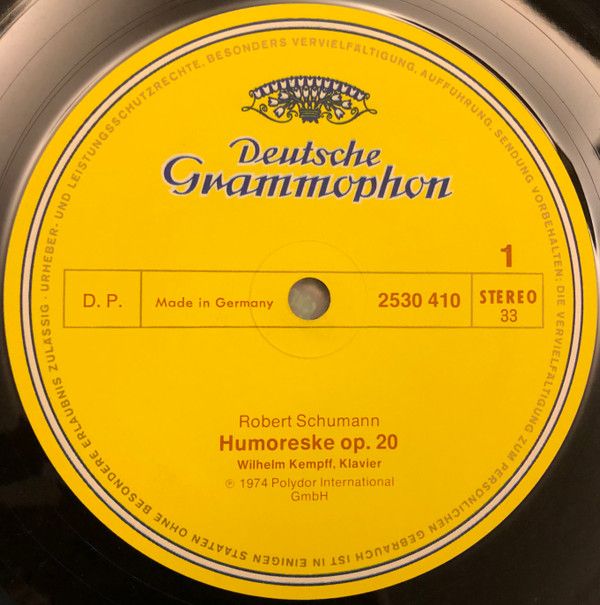 Deutsche
Grammophon
1
D. P.
Made in Germany
2530 410
STEREO
33
Robert Schumann
Humoreske op. 20
Wilhelm Kempff, Klavier
℗ 1974 Polydor International
GmbH
URHEBER- UND LEISTUNGSSCHUTZRECHTE, BESONDERS VERVIELFÄLTIGUNG, AUFFÜHRUNG, SENDUNG VORBEHALTEN; DIE VERVIELFÄLTIGUNG ZUM PERSÖNLICHEN GEBRAUCH IST IN EINIGEN STAATEN OHNE BESONDERE ERLAUBNIS ZULÄSSIG ·